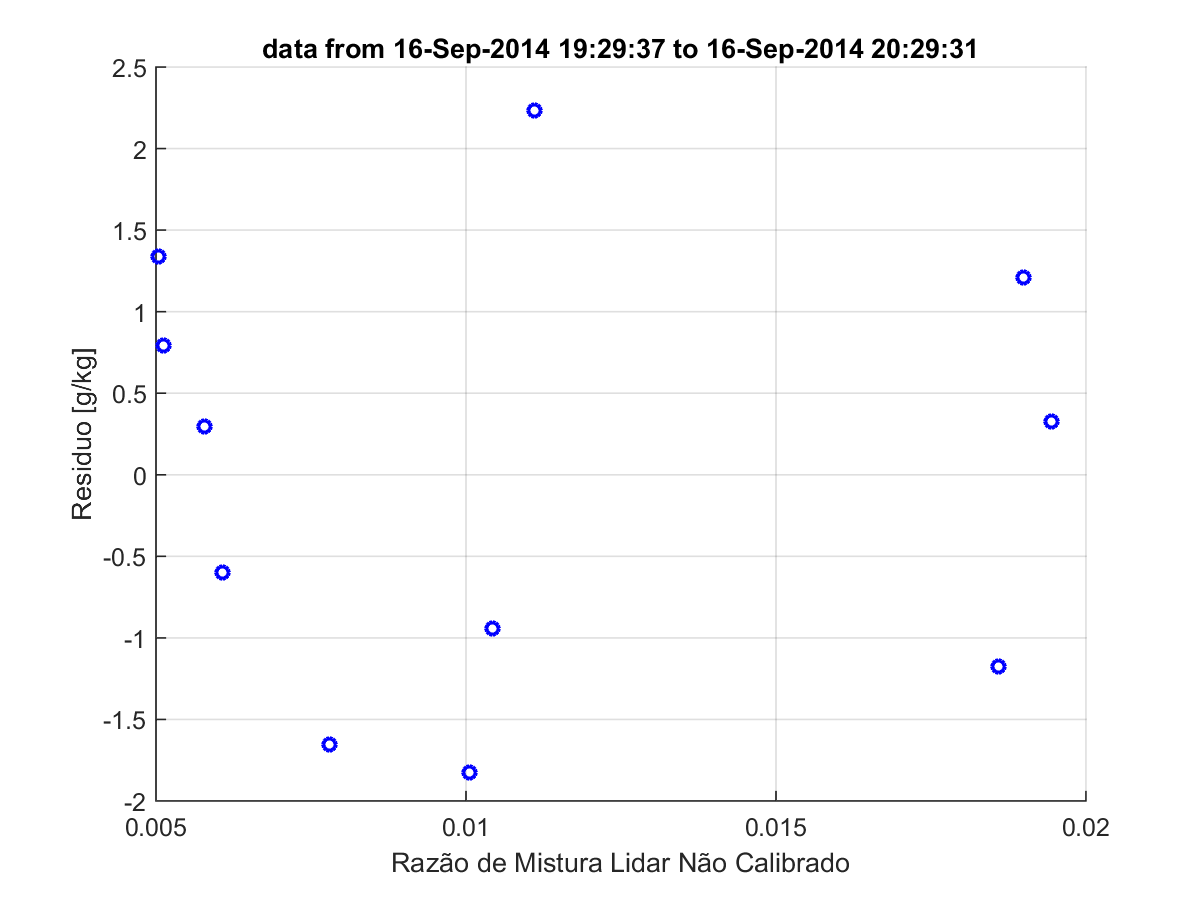 data from 16-Sep-2014 19:29:37 to 16-Sep-2014 20:29:31
2.5
2
1.5
1
0.5
0
-0.5
-1
-1.5
-2
Residuo [g/kg]
0.005 0.01 0.015 0.02
Razão de Mistura Lidar Não Calibrado